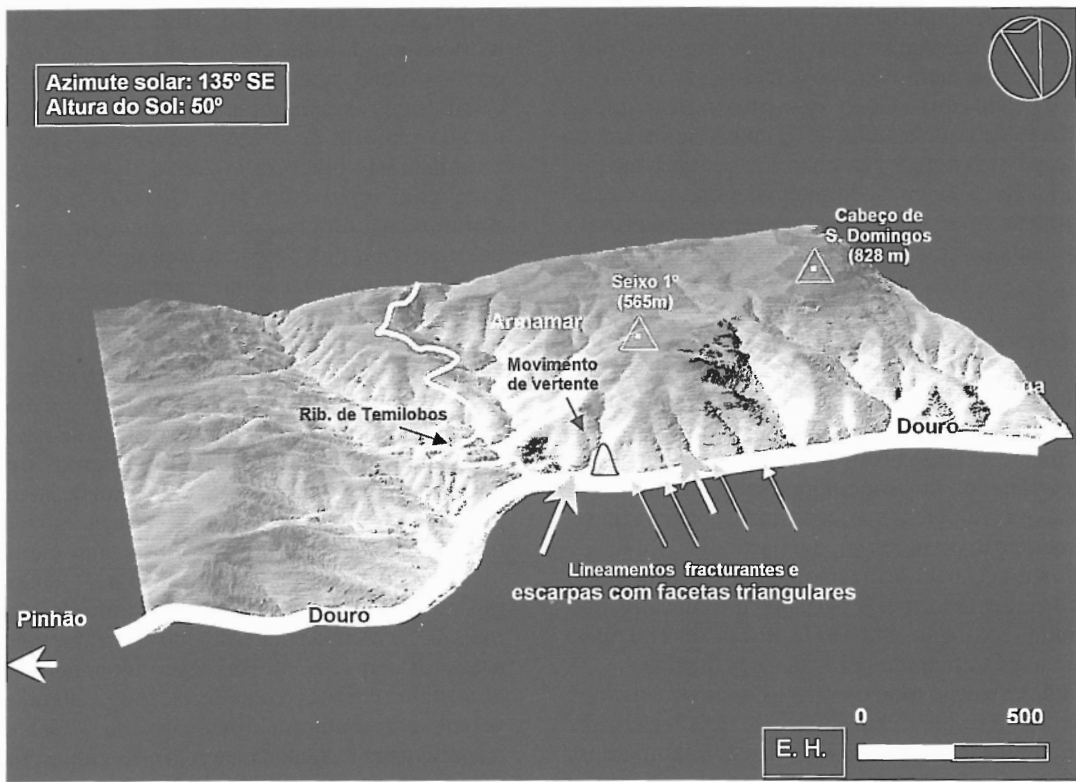 Azimute solar: 135º SE
Altura do Sol: 50º
Cabeço de
S. Domingos
(828 m)
Seixo 1º
(565m)
Armamar
Movimento
de vertente
Rib. de Temilobos
Douro
Lineamentos fracturantes e
escarpas com facetas triangulares
Pinhão
Douro
0 500
E. H.